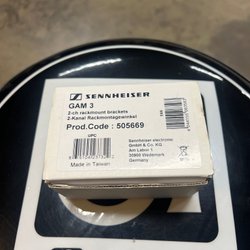 SENNHEISER
GAM 3
2-ch rackmount brackets
2-Kanal Rackmontagewinkel
Prod.Code : 505669
UPC
Sennheiser electronic
GmbH & Co. KG
Am Labor 1
30900 Wedemark
Germany
Made in Taiwan